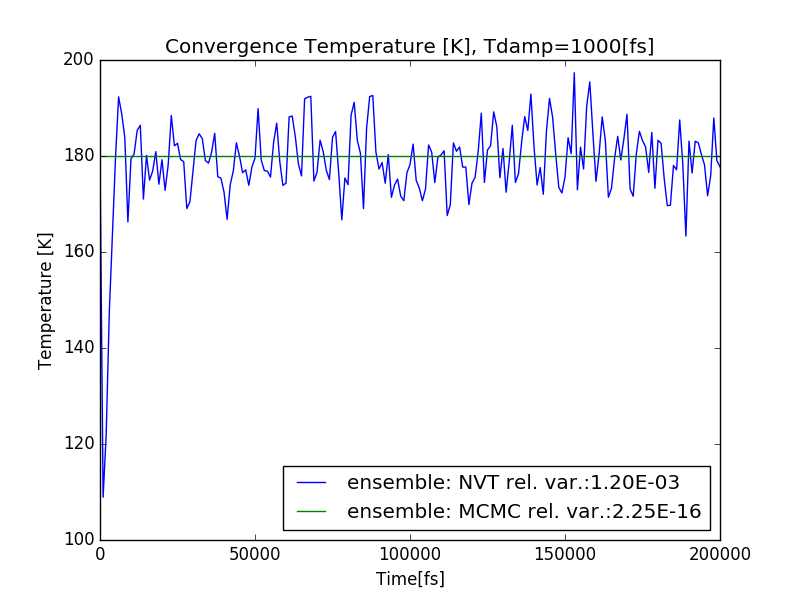 Convergence Temperature [K], Tdamp=1000[fs]
200
180
160
140
120
100
Temperature [K]
ensemble: NVT rel. var.:1.20E-03
ensemble: MCMC rel. var.:2.25E-16
0 50000 100000 150000 200000
Time[fs]